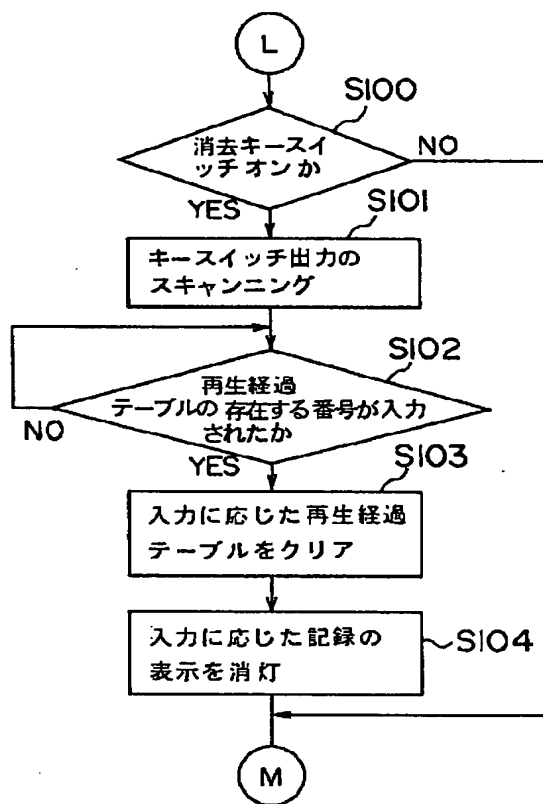 L
S100
消去キースイ
ッチオンか
NO
YES
S101
キースイッチ出力の
スキャンニング
S102
再生経過
テーブルの存在する番号が入力
されたか
NO
YES
S103
入力に応じた再生経過
テーブルをクリア
入力に応じた記録の
表示を消灯
S104
M